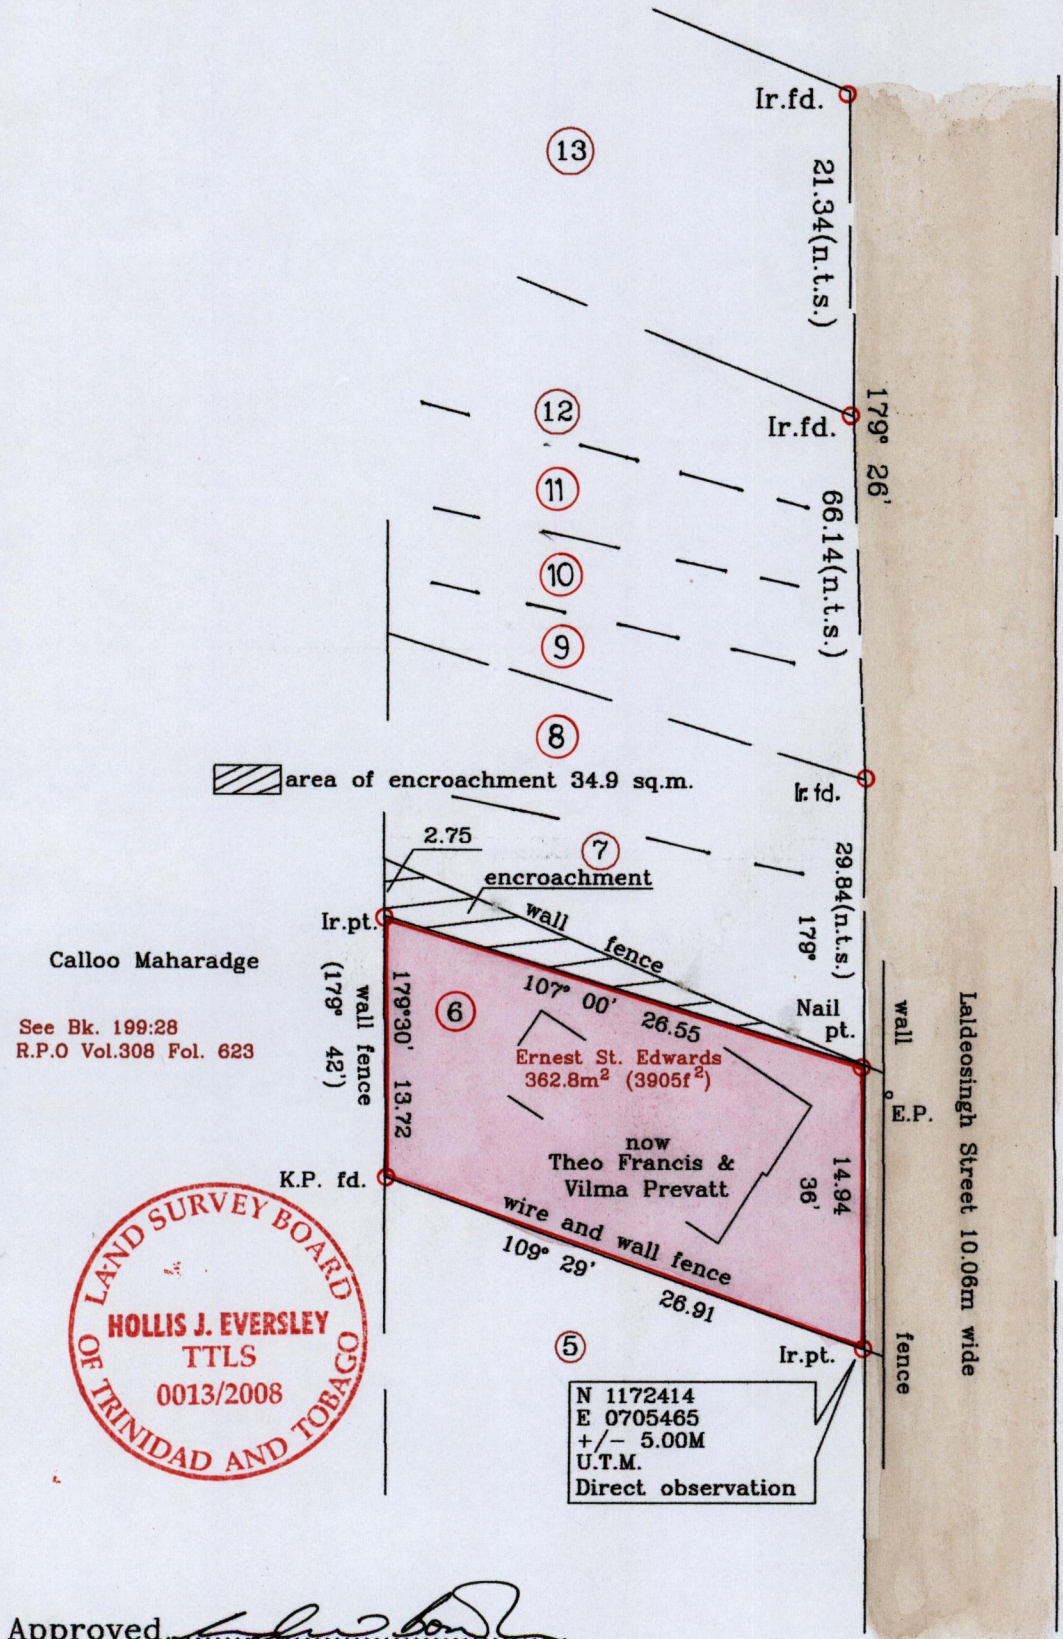 Ir.fd.
13
21.34(n.t.s.)
Ir.fd.
179° 26'
12
11
66.14(n.t.s.)
10
9
8
area of encroachment 34.9 sq.m.
Ir.fd.
2.75
7
29.84(n.t.s.)
encroachment
wall fence
178°
Ir.pt.
Calloo Maharadge
See Bk. 199:28
R.P.O Vol.308 Fol. 623
wall fence
(179° 42')
179°30' 13.72
6
107° 00' 26.55
Nail
pt.
wall fence
E.P.
Laldeosingh Street 10.06m wide
Ernest St. Edwards
362.8m² (3905f²)
now
Theo Francis &
Vilma Prevatt
14.94
36'
K.P. fd.
wire and wall fence
109° 29' 26.91
5
Ir.pt.
N 1172414
E 0705465
+/- 5.00M
U.T.M.
Direct observation
LAND SURVEY BOARD
HOLLIS J. EVERSLEY
TTLS
0013/2008
OF TRINIDAD AND TOBAGO
Approved